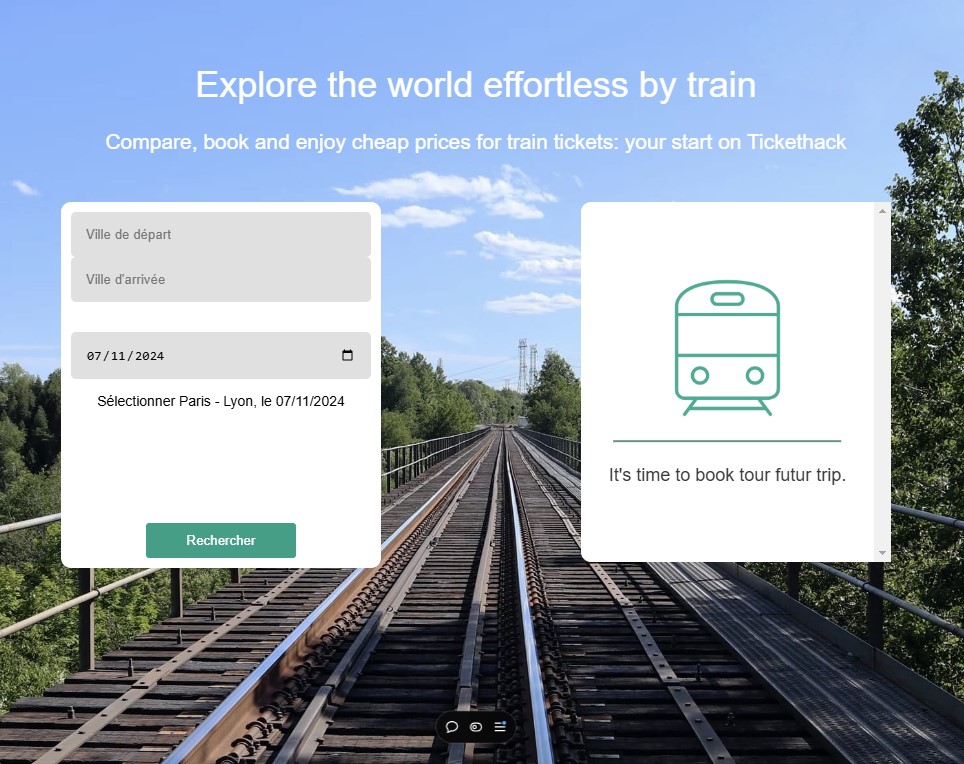 Explore the world effortless by train
Compare, book and enjoy cheap prices for train tickets: your start on Tickethack
Ville de départ
Ville d'arrivée
07/11/2024
Sélectionner Paris - Lyon, le 07/11/2024
Rechercher
It's time to book tour futur trip.